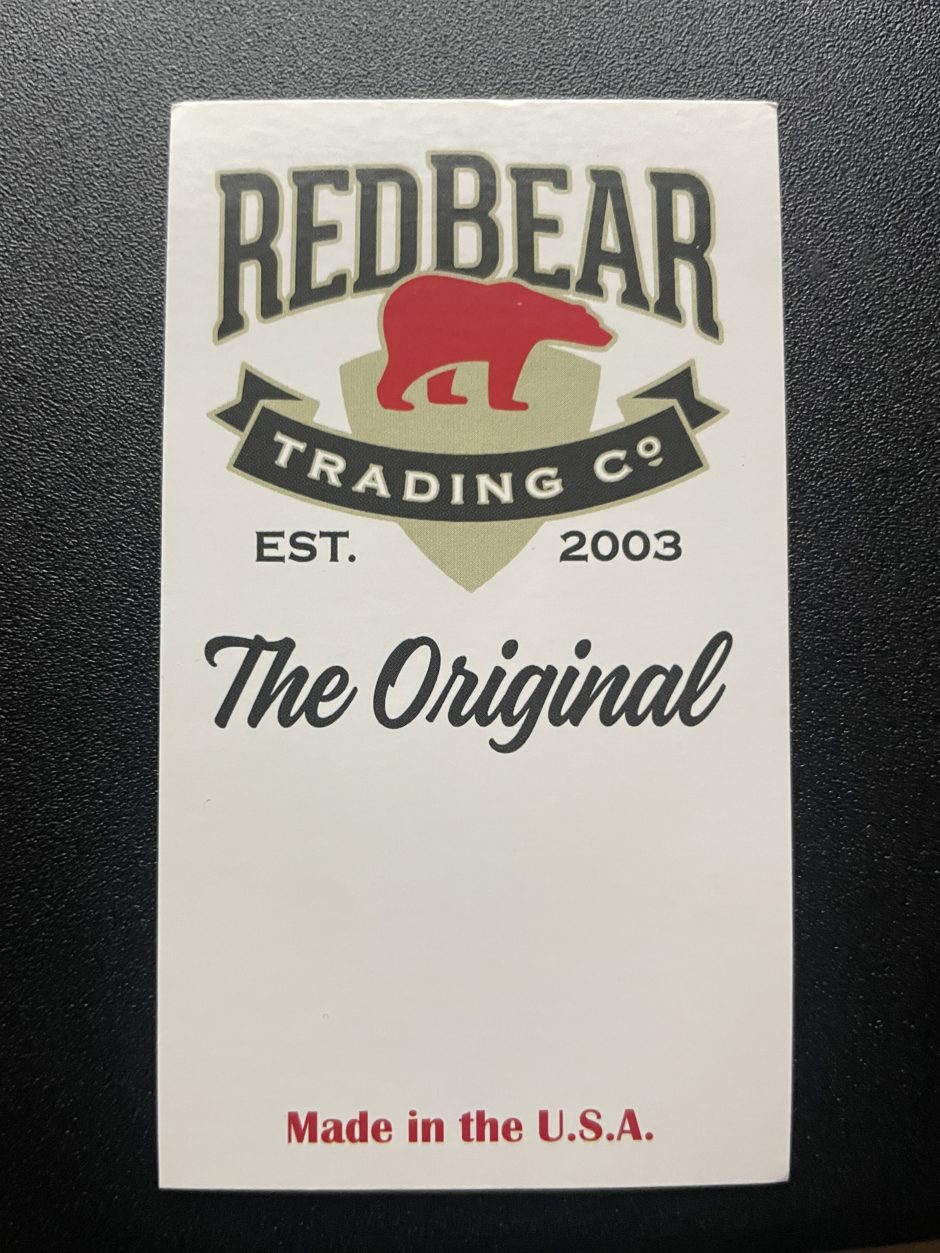 REDBEAR
TRADING Cº
EST. 2003
The Original
Made in the U.S.A.